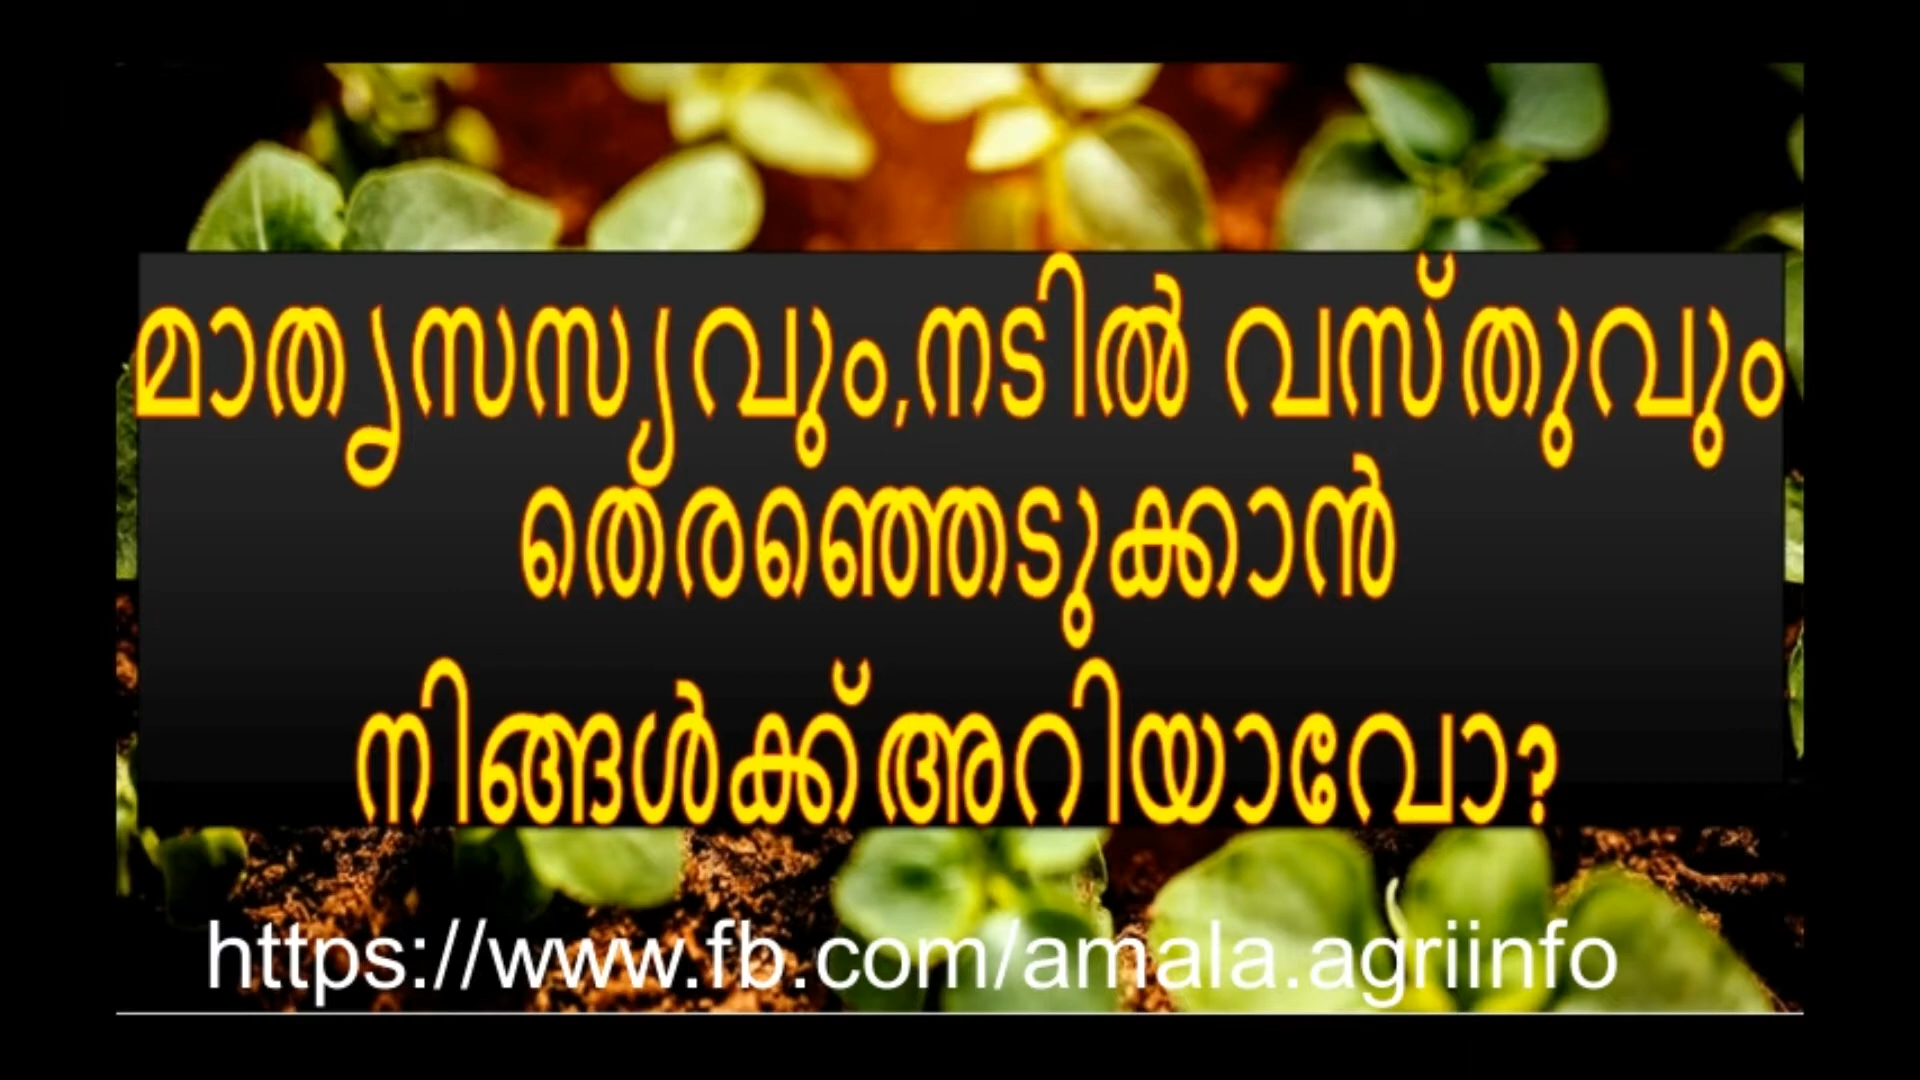 മാതൃസസ്യവും,നടിൽ വസ്തുവും
തെരഞ്ഞെടുക്കാൻ
നിങ്ങൾക്ക്അറിയാവോ?
https://www.fb.com/amala.agriinfo